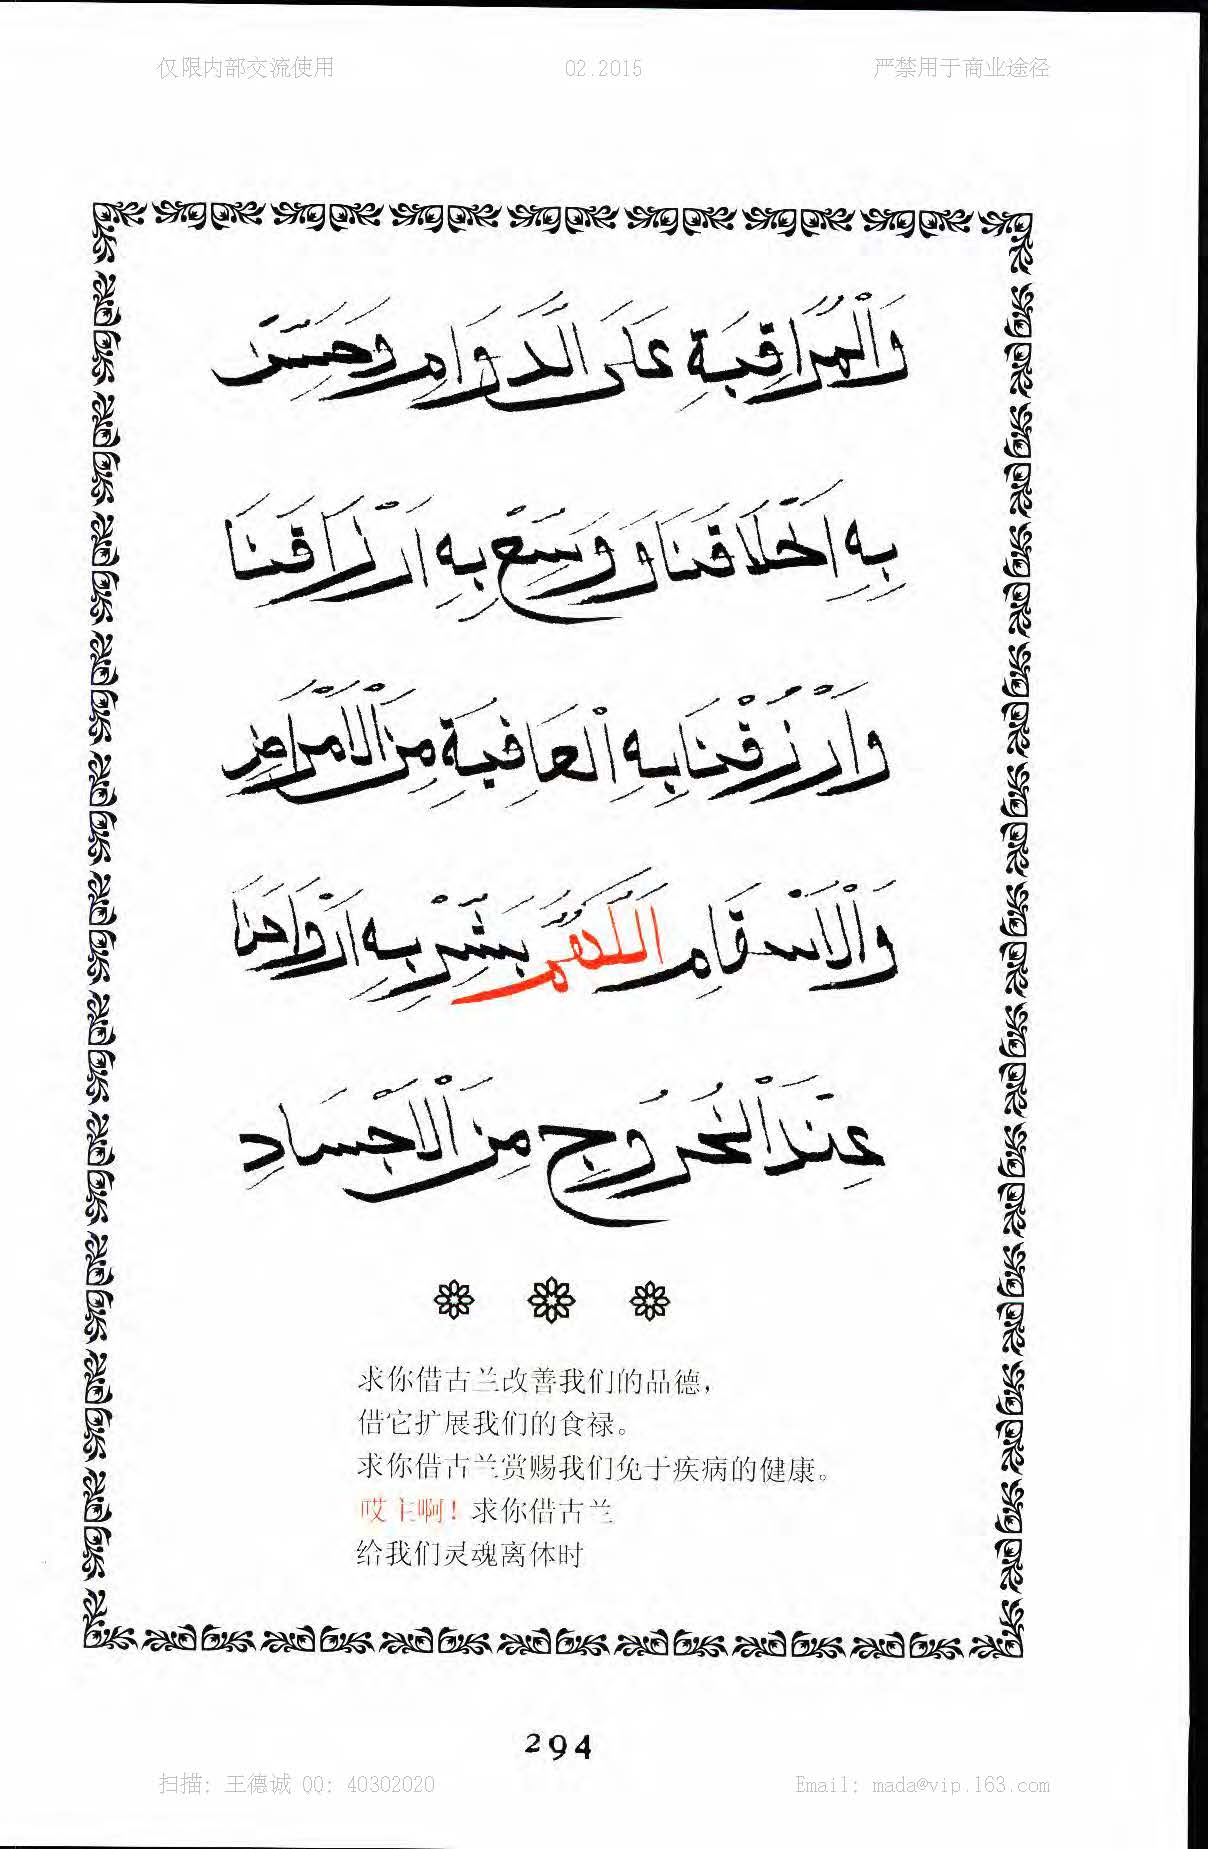 仅限内部交流使用 02.2015 严禁用于商业途径
وَالْمُرَاقِبَةِ عَلَى الدَّوَامِ وَحَسِّنْ
بِهِ اَخْلَاقَنَا وَوَسِعْ بِهِ اَرْزَاقَنَا
وَارْزُقْنَا بِهِ الْعَافِيَةَ مِنَ الْاَمْرَاضِ
وَالْاَسْقَامِ اَللّٰهُمَّ بَشِّرْ بِهِ اَرْوَاحَنَا
عِنْدَ الْخُرُوجِ مِنَ الْاَجْسَادِ
求你借古兰改善我们的品德，
借它扩展我们的食禄。
求你借古兰赏赐我们免于疾病的健康。
哎主啊！求你借古兰
给我们灵魂离体时
294
扫描: 王德诚 QQ: 40302020 Email: mada@vip.163.com